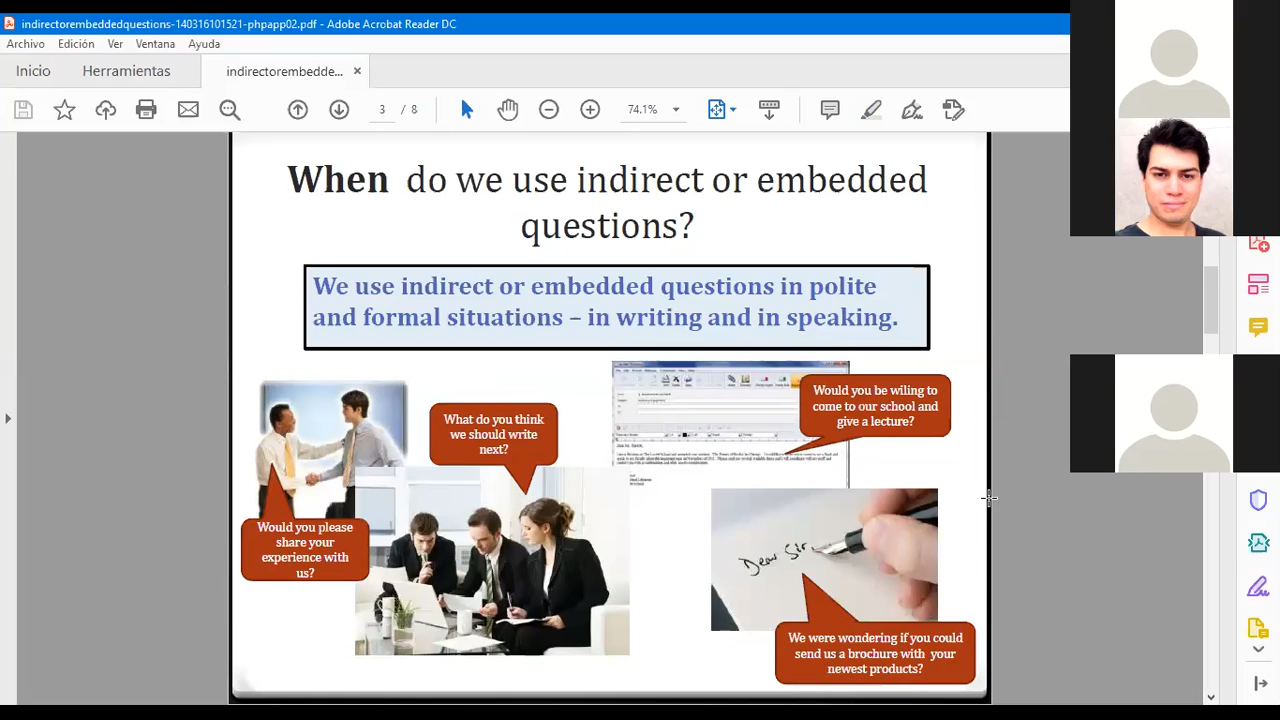 indirectorembeddedquestions-140316101521-phpapp02.pdf - Adobe Acrobat Reader DC
Archivo Edición Ver Ventana Ayuda
Inicio Herramientas indirectorembedde... ×
3 / 8 74.1%
When do we use indirect or embedded
questions?
We use indirect or embedded questions in polite
and formal situations – in writing and in speaking.
What do you think
we should write
next?
Would you be wiling to
come to our school and
give a lecture?
Would you please
share your
experience with
us?
Dear Sir,
We were wondering if you could
send us a brochure with your
newest products?